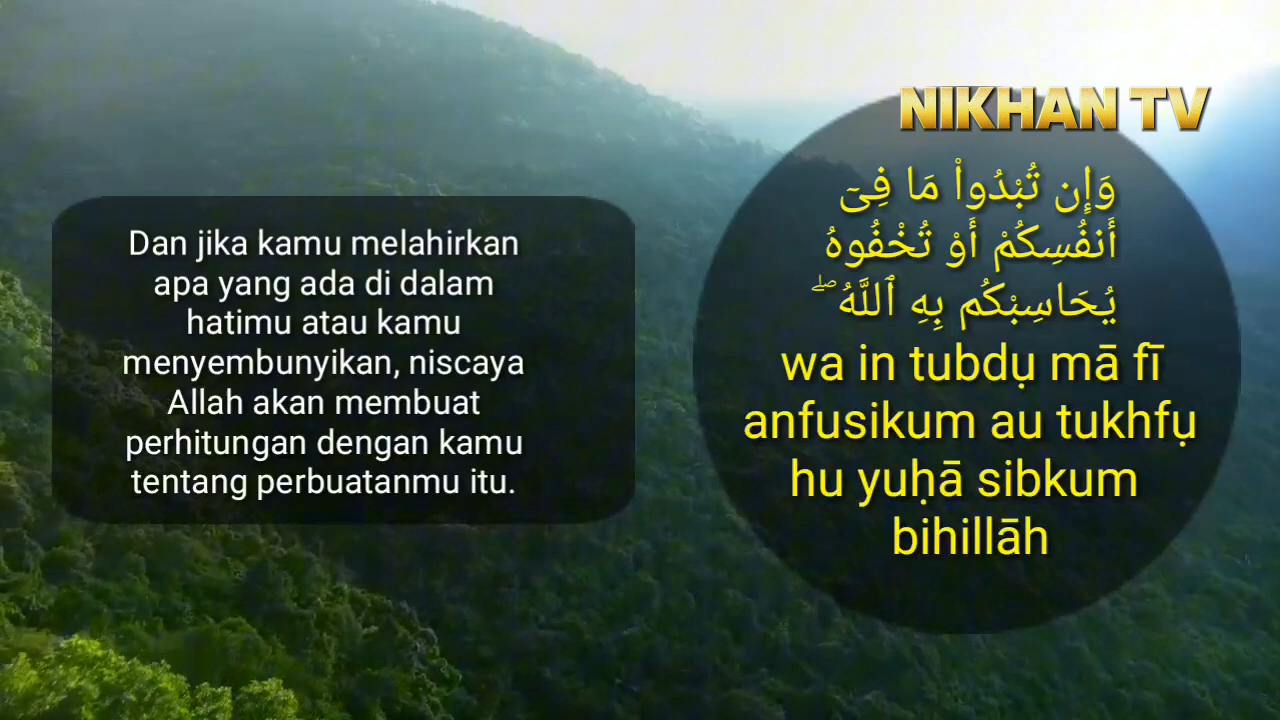 NIKHAN TV
Dan jika kamu melahirkan
apa yang ada di dalam
hatimu atau kamu
menyembunyikan, niscaya
Allah akan membuat
perhitungan dengan kamu
tentang perbuatanmu itu.
وَإِن تُبْدُوا۟ مَا فِىٓ
أَنفُسِكُمْ أَوْ تُخْفُوهُ
يُحَاسِبْكُم بِهِ ٱللَّهُ ۖ
wa in tubdụ mā fī
anfusikum au tukhfụ
hu yuḥā sibkum
bihillāh